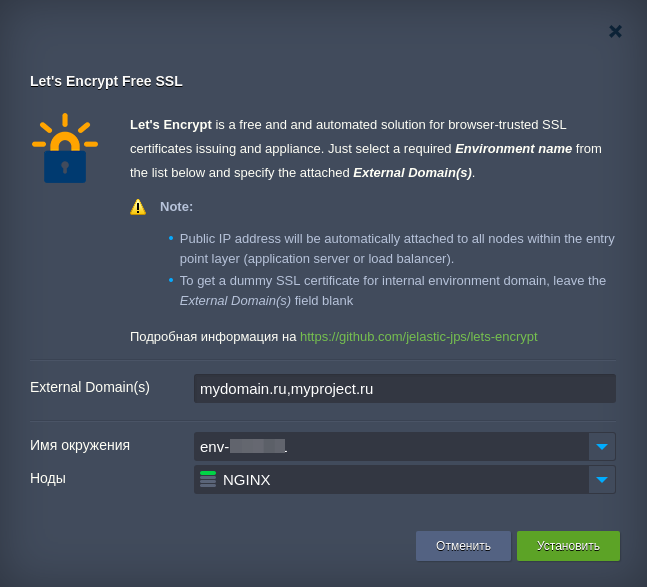 Let's Encrypt Free SSL
Let's Encrypt is a free and and automated solution for browser-trusted SSL
certificates issuing and appliance. Just select a required Environment name from
the list below and specify the attached External Domain(s).
Note:
Public IP address will be automatically attached to all nodes within the entry
point layer (application server or load balancer).
To get a dummy SSL certificate for internal environment domain, leave the
External Domain(s) field blank
Подробная информация на https://github.com/jelastic-jps/lets-encrypt
External Domain(s) mydomain.ru,myproject.ru
Имя окружения env-
Ноды NGINX
Отменить Установить